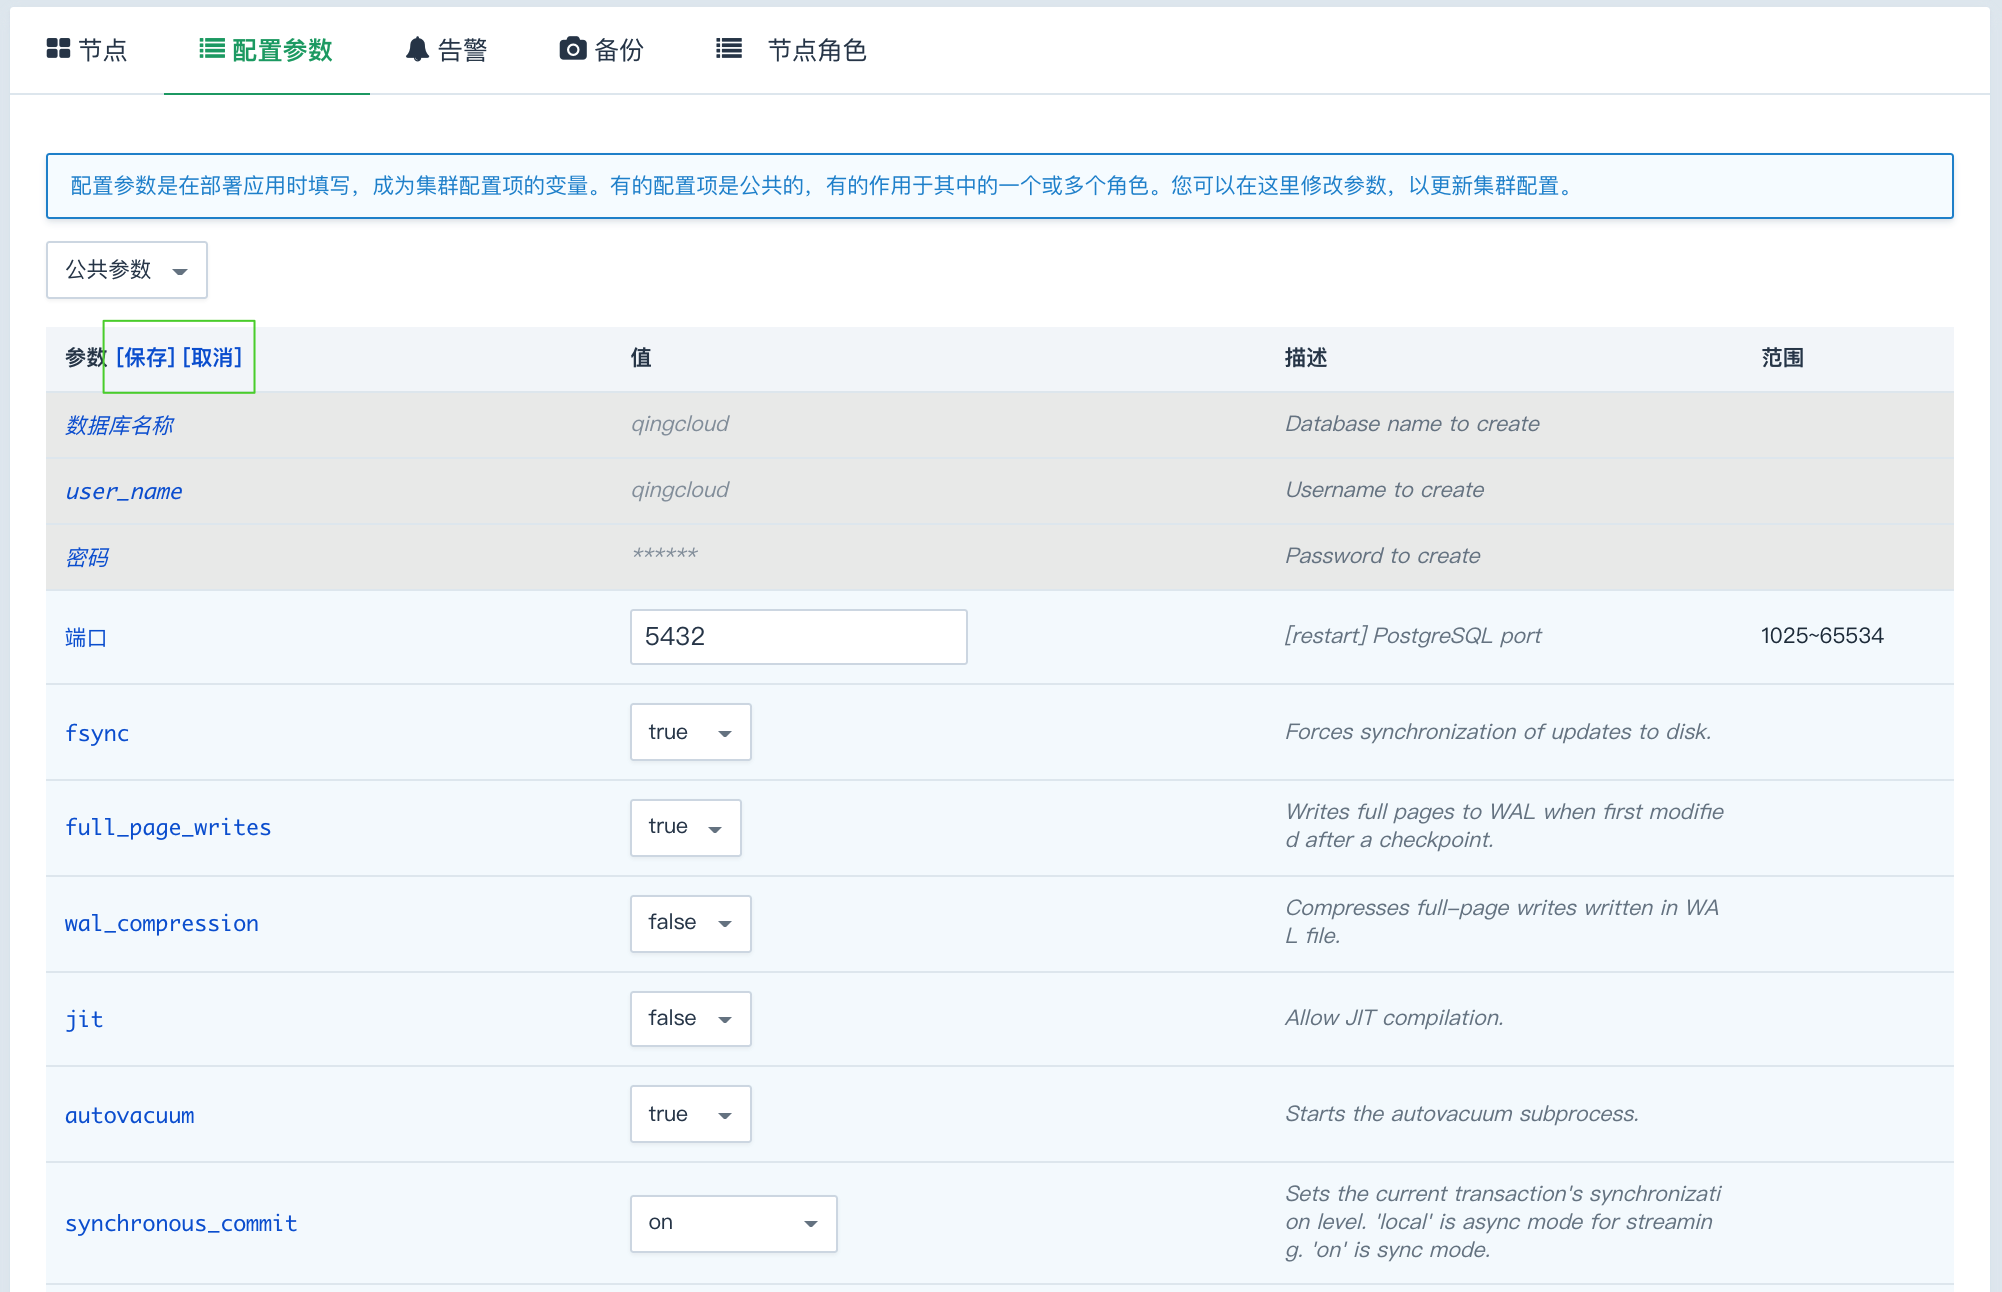 节点 配置参数 告警 备份 节点角色
配置参数是在部署应用时填写，成为集群配置项的变量。有的配置项是公共的，有的作用于其中的一个或多个角色。您可以在这里修改参数，以更新集群配置。
公共参数
参数 [保存] [取消] 值 描述 范围
数据库名称 qingcloud Database name to create
user_name qingcloud Username to create
密码 ****** Password to create
端口 5432 [restart] PostgreSQL port 1025~65534
fsync true Forces synchronization of updates to disk.
full_page_writes true Writes full pages to WAL when first modifie
d after a checkpoint.
wal_compression false Compresses full-page writes written in WA
L file.
jit false Allow JIT compilation.
autovacuum true Starts the autovacuum subprocess.
synchronous_commit on Sets the current transaction's synchronizati
on level. 'local' is async mode for streamin
g. 'on' is sync mode.